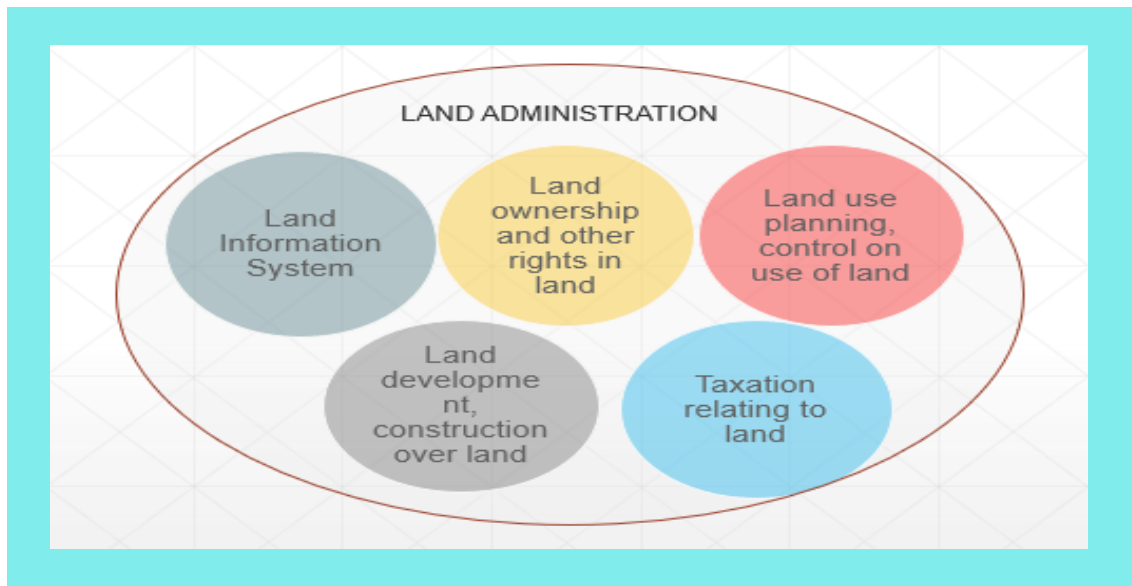 LAND ADMINISTRATION
Land
Information
System
Land
ownership
and other
rights in
land
Land use
planning,
control on
use of land
Land
developme
nt,
construction
over land
Taxation
relating to
land